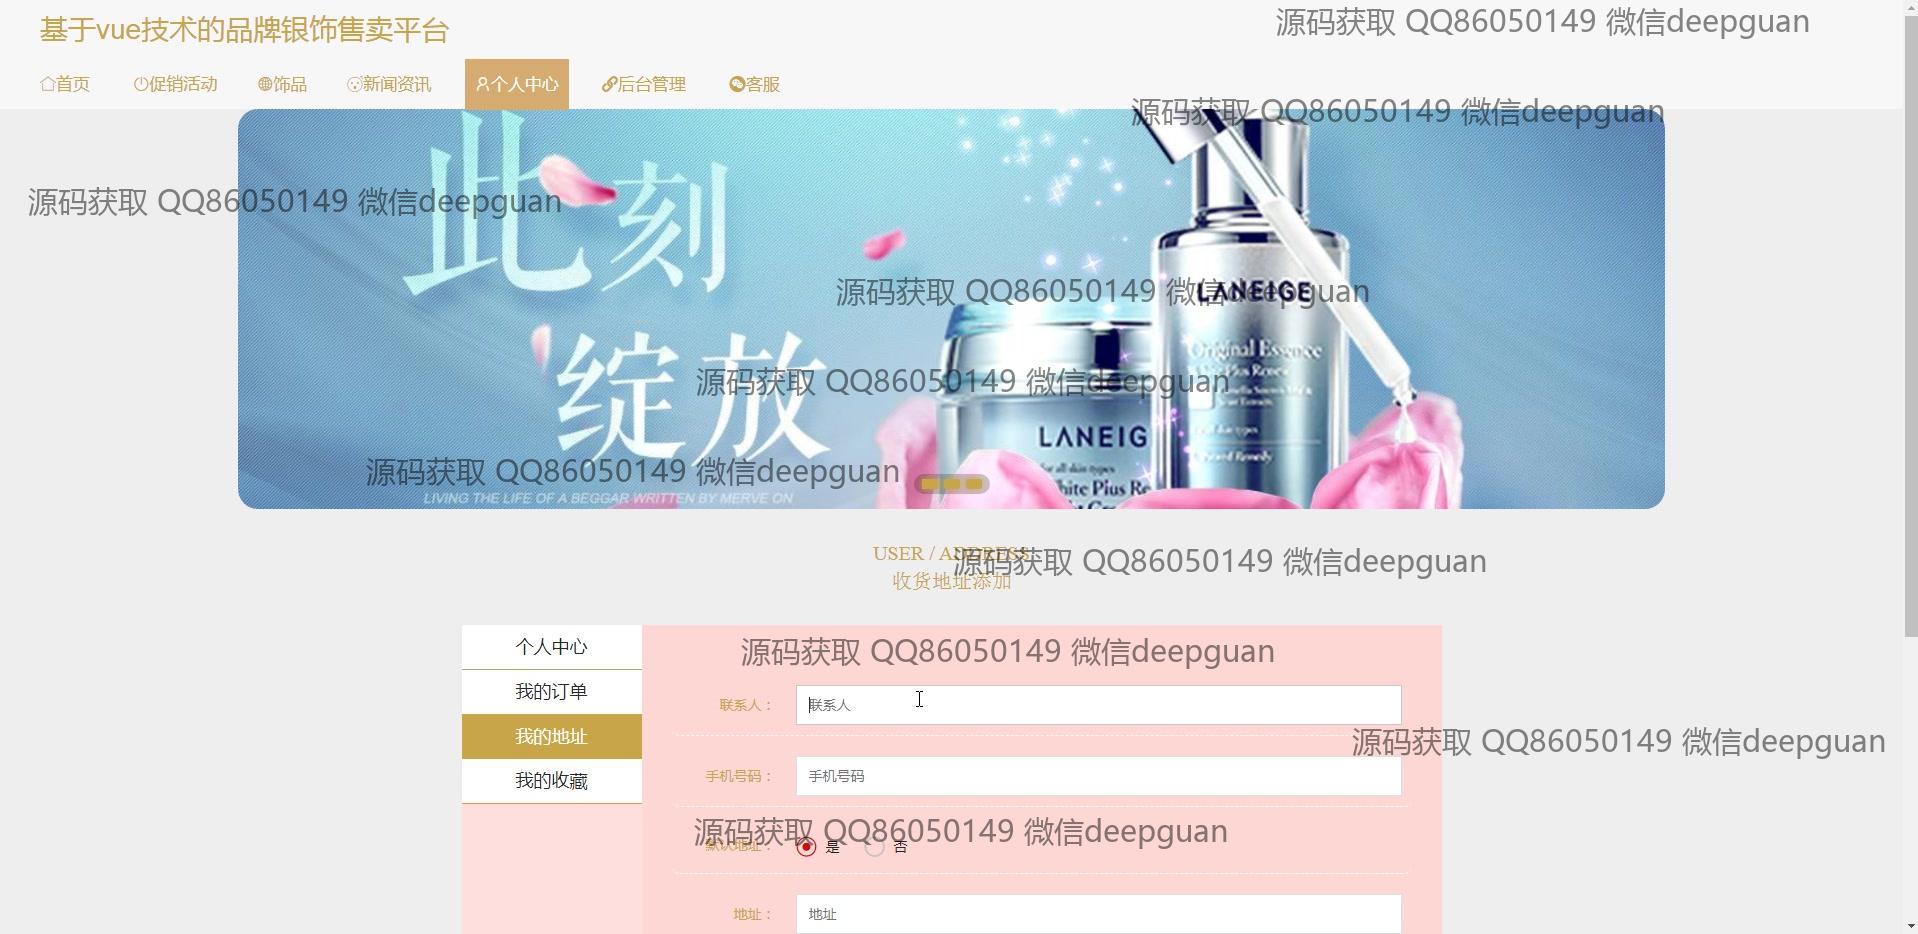 基于vue技术的品牌银饰售卖平台
源码获取 QQ86050149 微信deepguan
首页 促销活动 饰品 新闻资讯 个人中心 后台管理 客服
源码获取 QQ86050149 微信deepguan
此刻
源码获取 QQ86050149 微信deepguan
源码获取 QQ86050149 微信deepguan
LANEIGE
绽放
Original Essence
源码获取 QQ86050149 微信deepguan
LANEIG
源码获取 QQ86050149 微信deepguan
for all skin types
LIVING THE LIFE OF A BEGGAR WRITTEN BY MERVE ON
USER / ADDRESS
源码获取 QQ86050149 微信deepguan
收货地址添加
个人中心
源码获取 QQ86050149 微信deepguan
我的订单
联系人： 联系人
我的地址
源码获取 QQ86050149 微信deepguan
我的收藏
手机号码： 手机号码
源码获取 QQ86050149 微信deepguan
默认地址： 是 否
地址： 地址